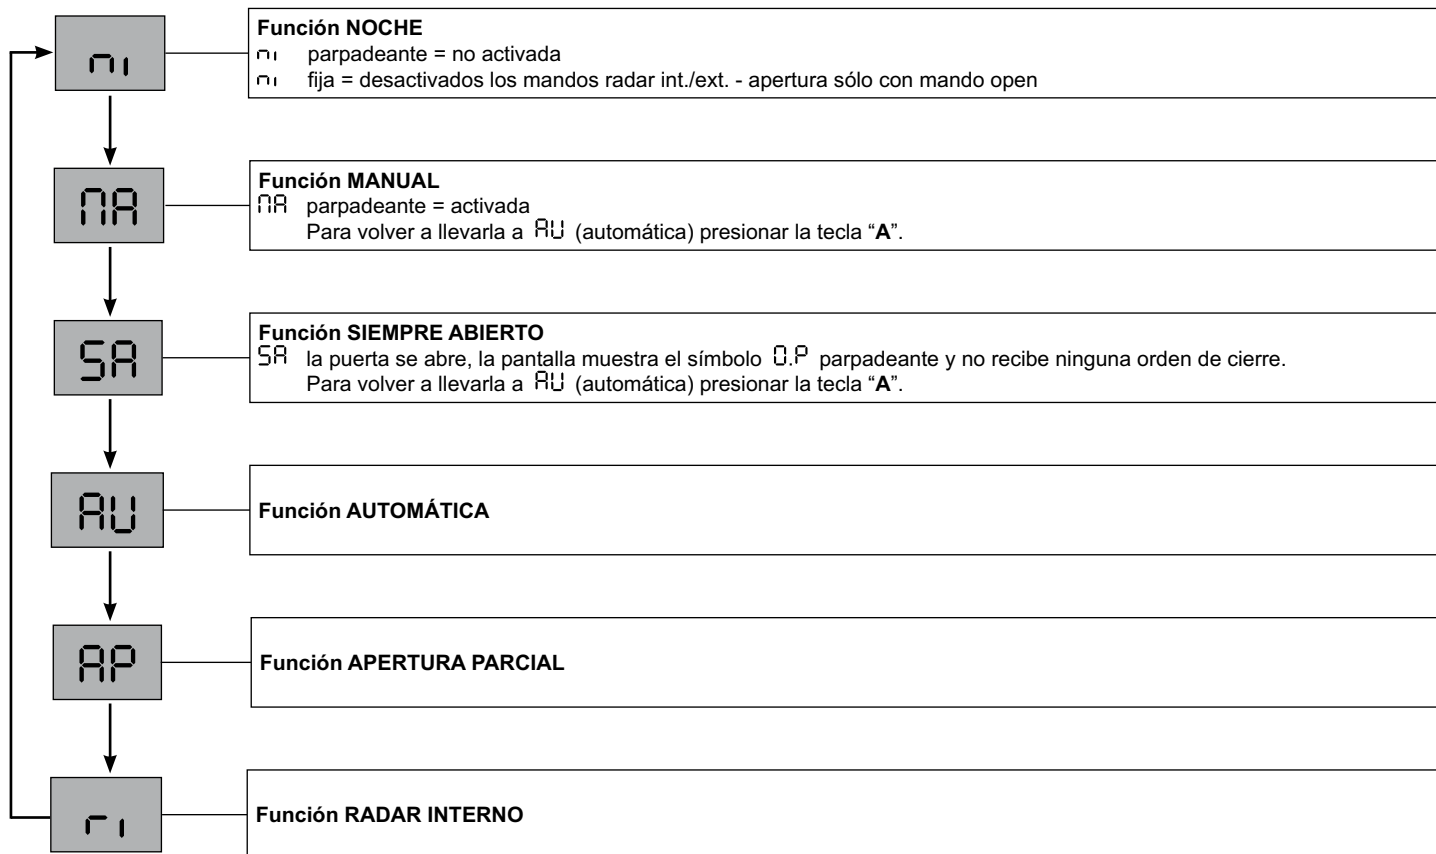 ni
Función NOCHE
ni parpadeante = no activada
ni fija = desactivados los mandos radar int./ext. - apertura sólo con mando open
MA
Función MANUAL
MA parpadeante = activada
Para volver a llevarla a AU (automática) presionar la tecla “A”.
SA
Función SIEMPRE ABIERTO
SA la puerta se abre, la pantalla muestra el símbolo O.P parpadeante y no recibe ninguna orden de cierre.
Para volver a llevarla a AU (automática) presionar la tecla “A”.
AU
Función AUTOMÁTICA
AP
Función APERTURA PARCIAL
ri
Función RADAR INTERNO